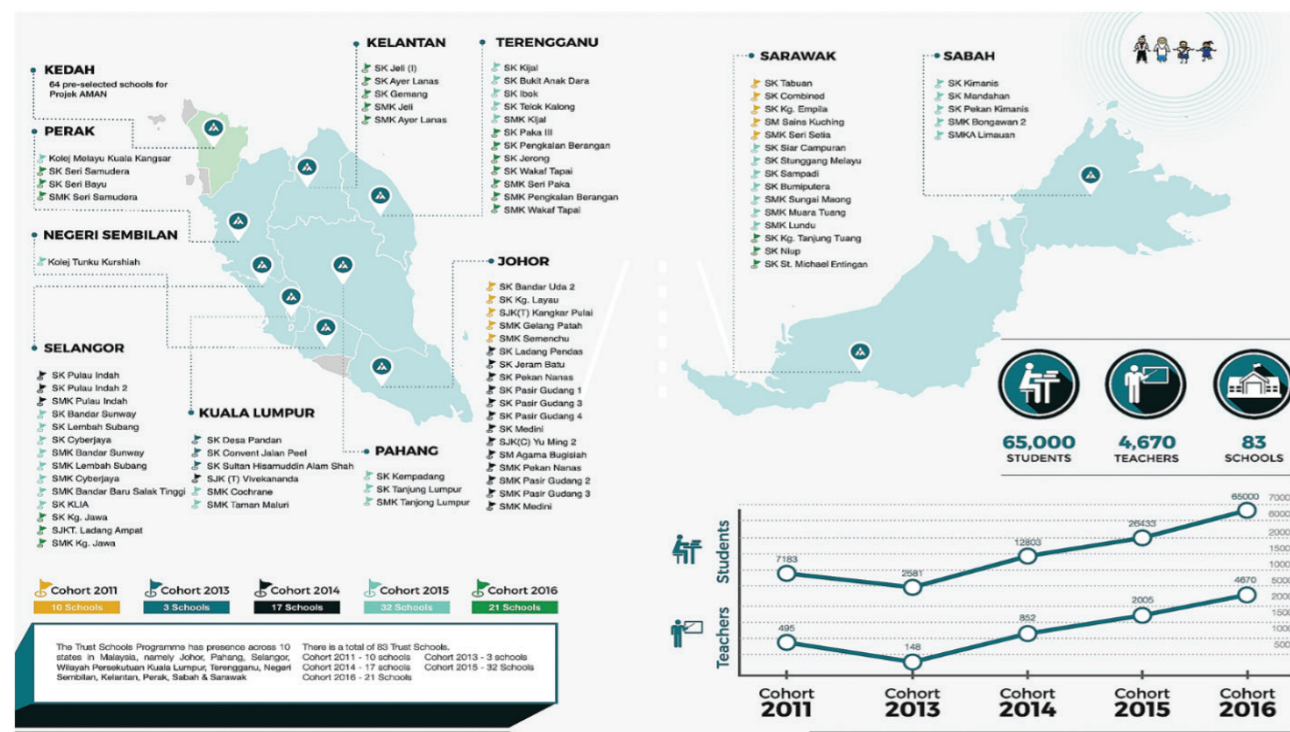 KEDAH
64 pre-selected schools for
Projek AMAN
PERAK
Kolej Melayu Kuala Kangsar
SK Seri Samudera
SK Seri Bayu
SMK Seri Samudera
NEGERI SEMBILAN
Kolej Tunku Kurshiah
SELANGOR
SK Pulau Indah
SK Pulau Indah 2
SMK Pulau Indah
SK Bandar Sunway
SK Lembah Subang
SK Cyberjaya
SMK Bandar Sunway
SMK Lembah Subang
SMK Cyberjaya
SMK Bandar Baru Salak Tinggi
SK KLIA
SK Kg. Jawa
SJKT. Ladang Ampat
SMK Kg. Jawa
KELANTAN
SK Jeli (I)
SK Ayer Lanas
SK Gemang
SMK Jeli
SMK Ayer Lanas
TERENGGANU
SK Kijal
SK Bukit Anak Dara
SK Ibok
SK Telok Kalong
SMK Kijal
SK Paka III
SK Pengkalan Berangan
SK Jerong
SK Wakaf Tapai
SMK Seri Paka
SMK Pengkalan Berangan
SMK Wakaf Tapai
JOHOR
SK Bandar Uda 2
SK Kg. Layau
SJK(T) Kangkar Pulai
SMK Gelang Patah
SMK Semenchu
SK Ladang Pendas
SK Jeram Batu
SK Pekan Nanas
SK Pasir Gudang 1
SK Pasir Gudang 3
SK Pasir Gudang 4
SK Medini
SJK(C) Yu Ming 2
SM Agama Bugisiah
SMK Pekan Nanas
SMK Pasir Gudang 2
SMK Pasir Gudang 3
SMK Medini
KUALA LUMPUR
SK Desa Pandan
SK Convent Jalan Peel
SK Sultan Hisamuddin Alam Shah
SJK (T) Vivekananda
SMK Cochrane
SMK Taman Maluri
PAHANG
SK Kempadang
SK Tanjung Lumpur
SMK Tanjong Lumpur
SARAWAK
SK Tabuan
SK Combined
SK Kg. Empila
SM Sains Kuching
SMK Seri Setia
SK Siar Campuran
SK Stunggang Melayu
SK Sampadi
SK Bumiputera
SMK Sungai Maong
SMK Muara Tuang
SMK Lundu
SK Kg. Tanjung Tuang
SK Niup
SK St. Michael Entingan
SABAH
SK Kimanis
SK Mandahan
SK Pekan Kimanis
SMK Bongawan 2
SMKA Limauan
65,000
STUDENTS
4,670
TEACHERS
83
SCHOOLS
Cohort 2011
10 Schools
Cohort 2013
3 Schools
Cohort 2014
17 Schools
Cohort 2015
32 Schools
Cohort 2016
21 Schools
The Trust Schools Programme has presence across 10
states in Malaysia, namely Johor, Pahang, Selangor,
Wilayah Persekutuan Kuala Lumpur, Terengganu, Negeri
Sembilan, Kelantan, Perak, Sabah & Sarawak
There is a total of 83 Trust Schools.
Cohort 2011 - 10 schools Cohort 2013 - 3 schools
Cohort 2014 - 17 schools Cohort 2015 - 32 Schools
Cohort 2016 - 21 Schools
Students
7183
2581
12803
26433
65000
7000
6000
2000
1500
1000
5000
Teachers
495
148
852
2005
4670
2000
1500
1000
500
Cohort
2011
Cohort
2013
Cohort
2014
Cohort
2015
Cohort
2016